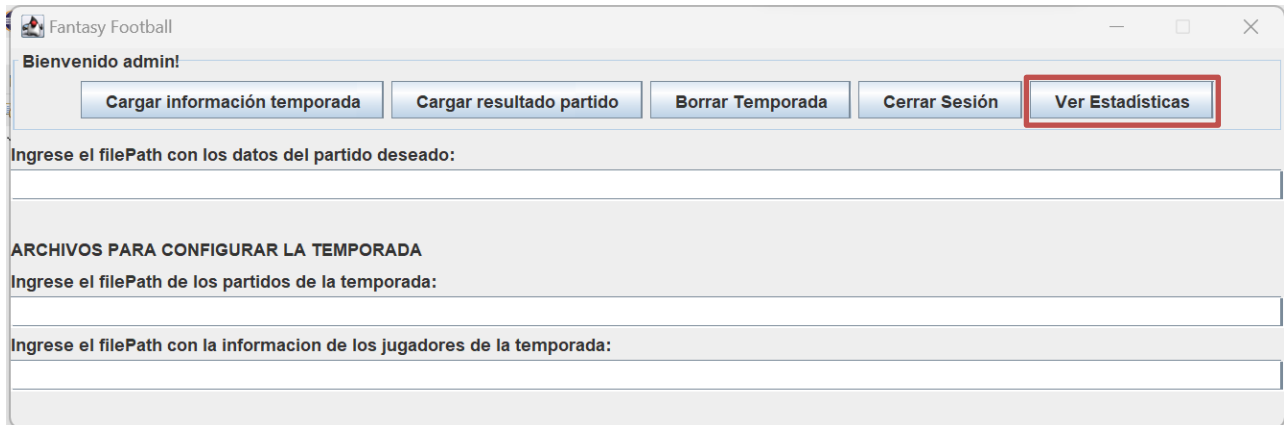 Fantasy Football
Bienvenido admin!
Cargar información temporada Cargar resultado partido Borrar Temporada Cerrar Sesión Ver Estadísticas
Ingrese el filePath con los datos del partido deseado:
ARCHIVOS PARA CONFIGURAR LA TEMPORADA
Ingrese el filePath de los partidos de la temporada:
Ingrese el filePath con la informacion de los jugadores de la temporada: